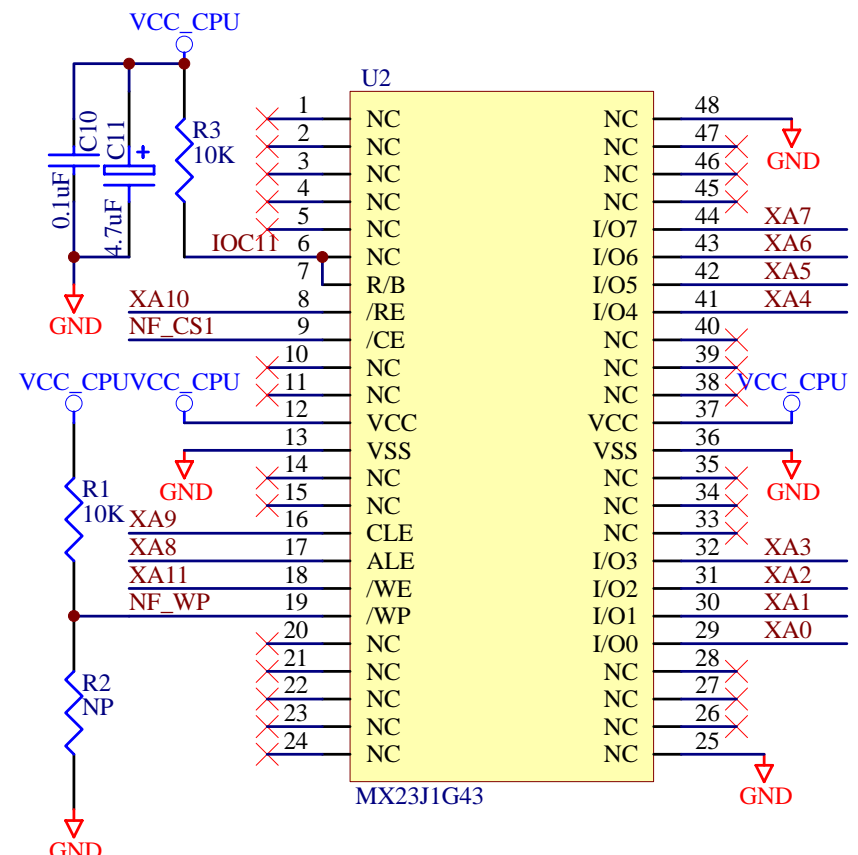 VCC_CPU
C10
0.1uF
C11
+
4.7uF
R3
10K
GND
U2
1 NC NC 48
GND
2 NC NC 47
3 NC NC 46
4 NC NC 45
5 NC I/O7 44 XA7
IOC11 6 NC I/O6 43 XA6
7 R/B I/O5 42 XA5
XA10 8 /RE I/O4 41 XA4
NF_CS1 9 /CE NC 40
10 NC NC 39
11 NC NC 38
VCC_CPU VCC_CPU VCC_CPU
12 VCC VCC 37
13 VSS VSS 36
GND GND
14 NC NC 35
15 NC NC 34
R1
10K
XA9 16 CLE NC 33
XA8 17 ALE I/O3 32 XA3
XA11 18 /WE I/O2 31 XA2
NF_WP 19 /WP I/O1 30 XA1
20 NC I/O0 29 XA0
21 NC NC 28
22 NC NC 27
23 NC NC 26
24 NC NC 25
R2
NP
GND
MX23J1G43
GND